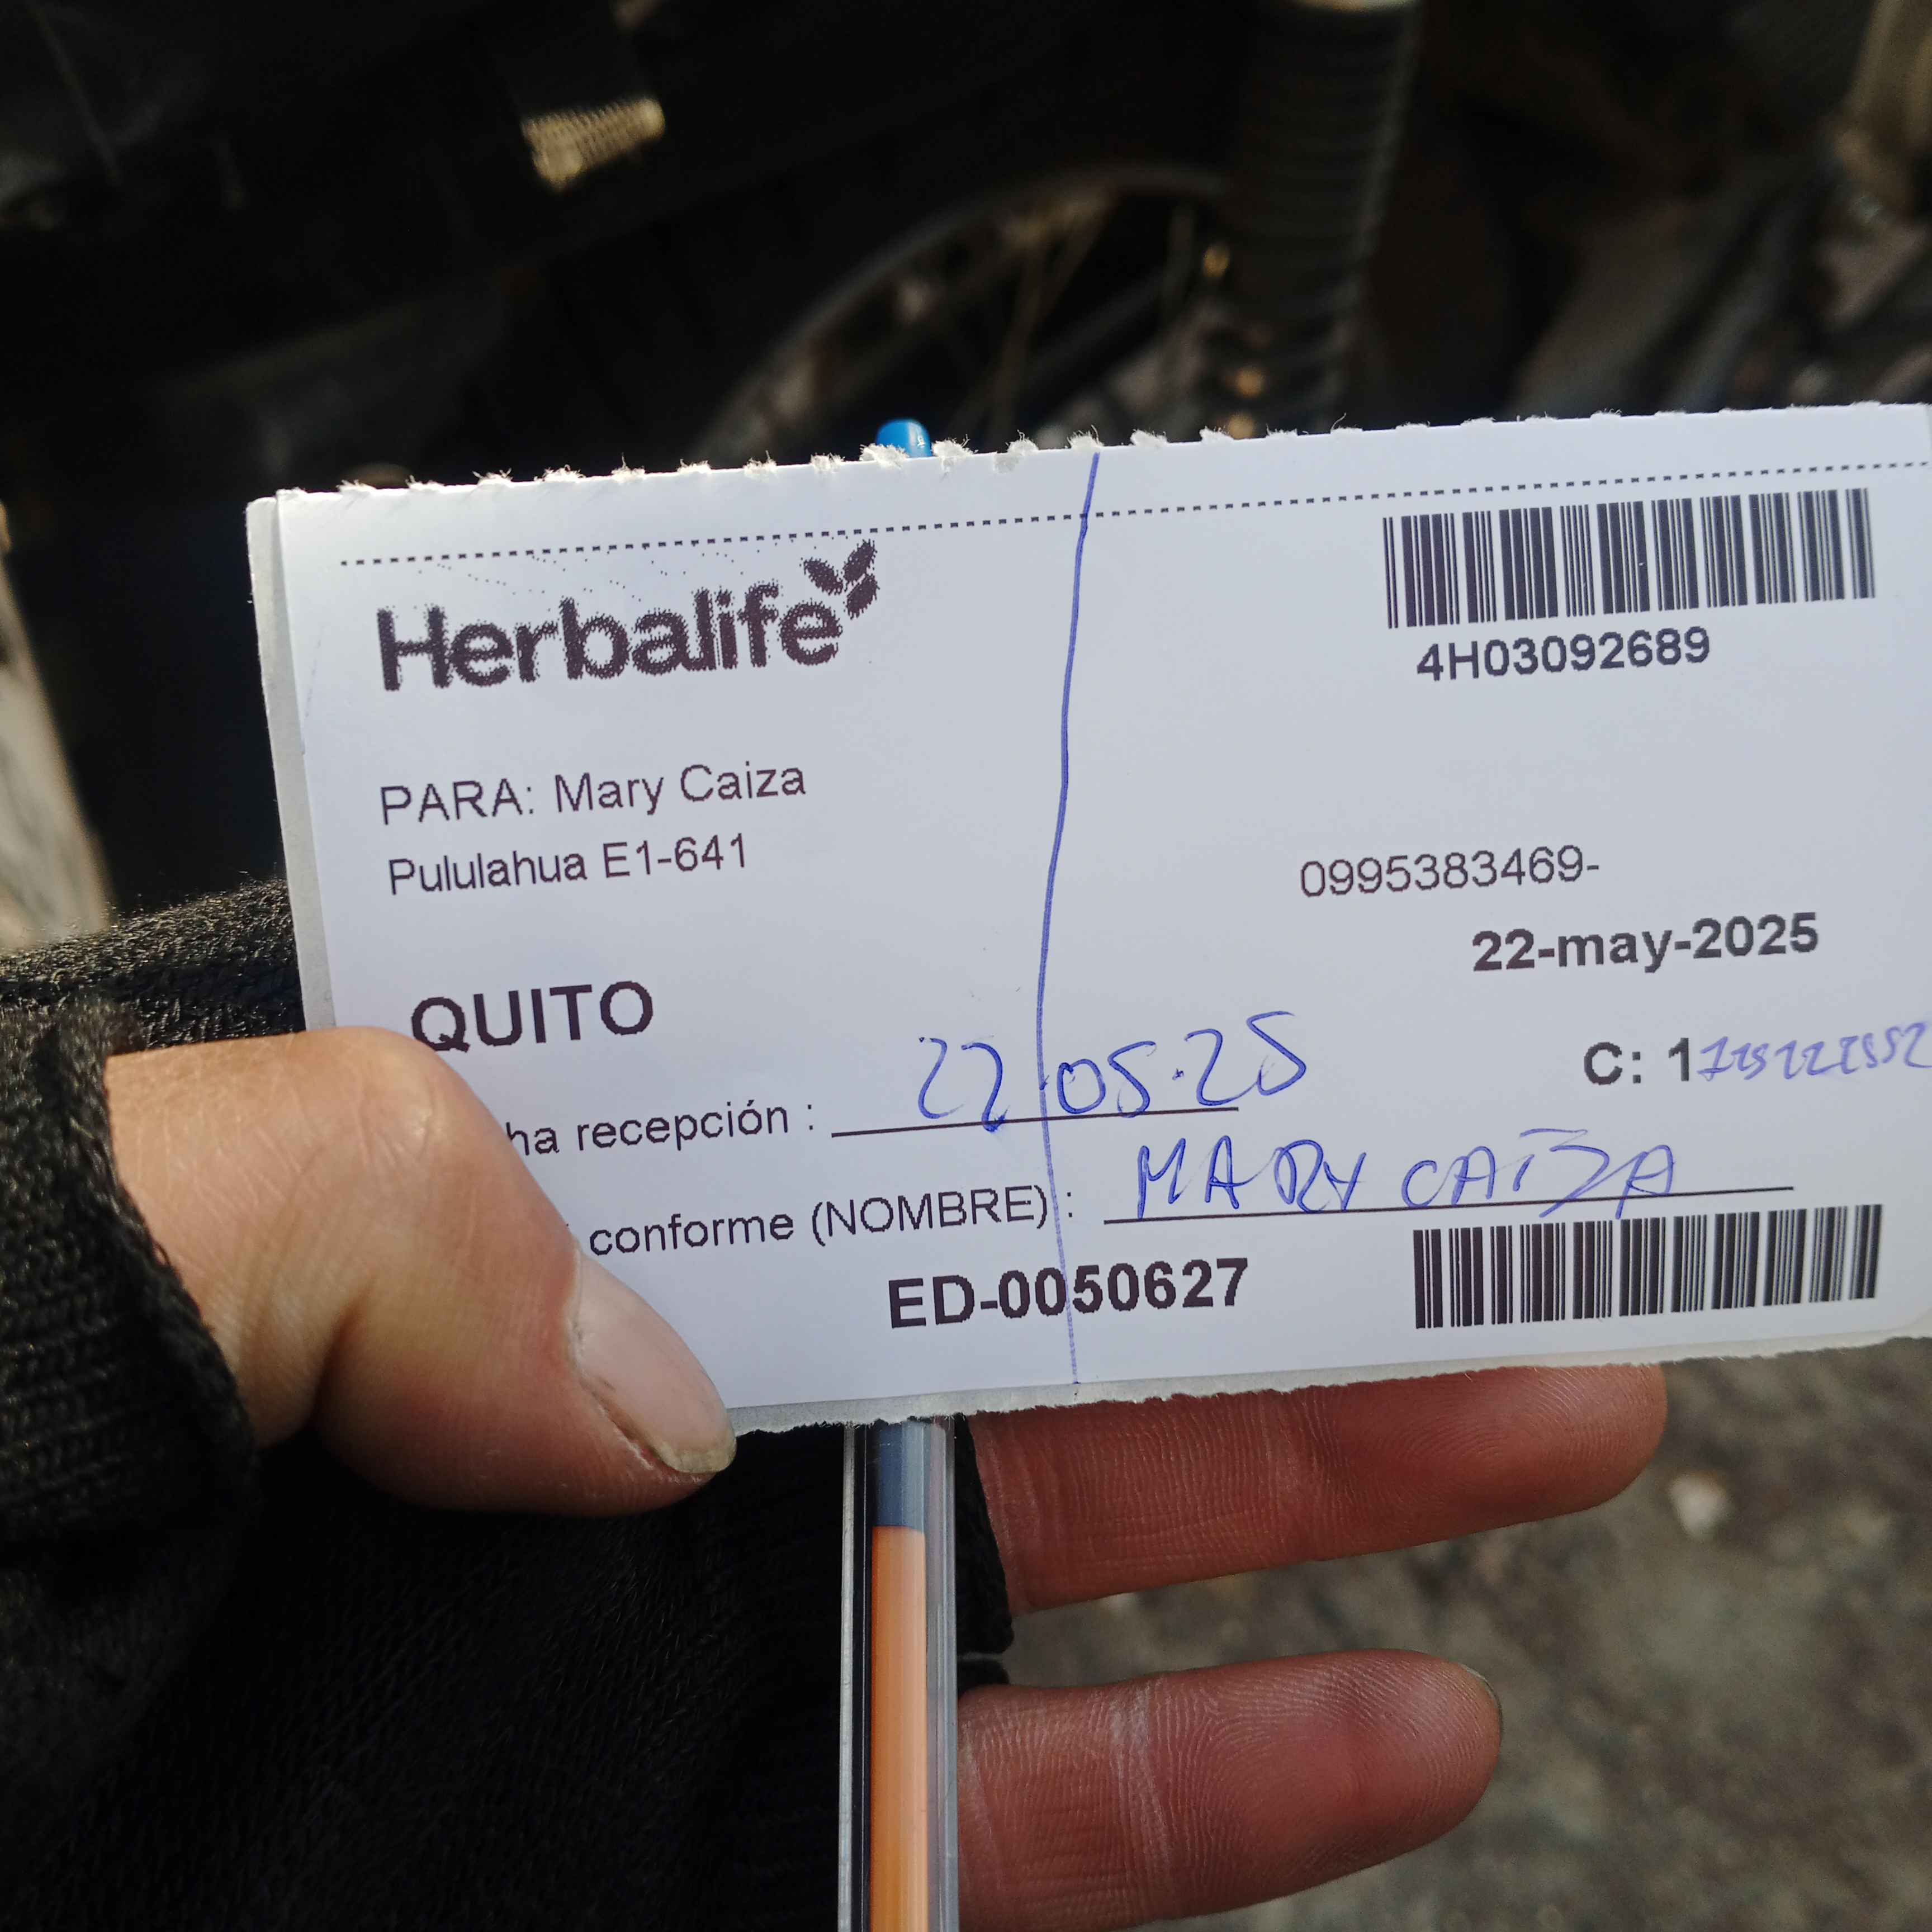 Herbalife
4H03092689
PARA: Mary Caiza
Pululahua E1-641
0995383469-
22-may-2025
QUITO
C: 1
ha recepción : 22 05.25
conforme (NOMBRE) : MARY CAIZA
ED-0050627